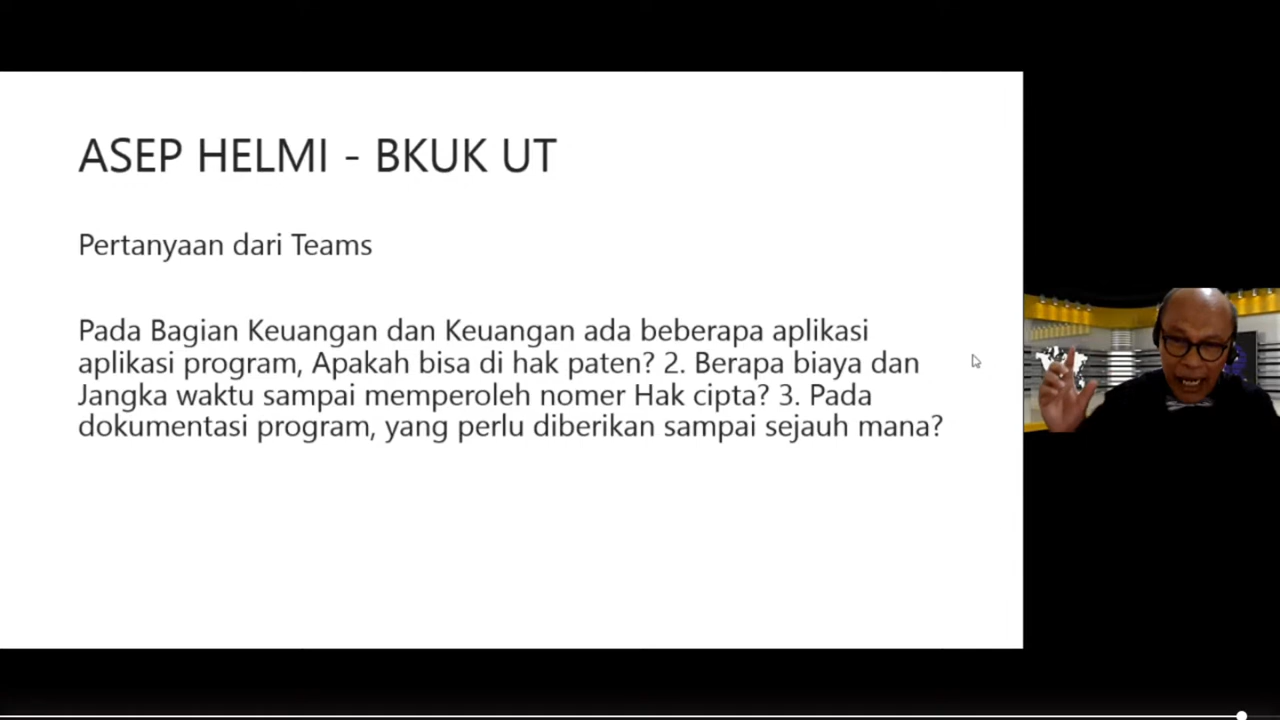 ASEP HELMI - BKUK UT
Pertanyaan dari Teams
Pada Bagian Keuangan dan Keuangan ada beberapa aplikasi
aplikasi program, Apakah bisa di hak paten? 2. Berapa biaya dan
Jangka waktu sampai memperoleh nomer Hak cipta? 3. Pada
dokumentasi program, yang perlu diberikan sampai sejauh mana?